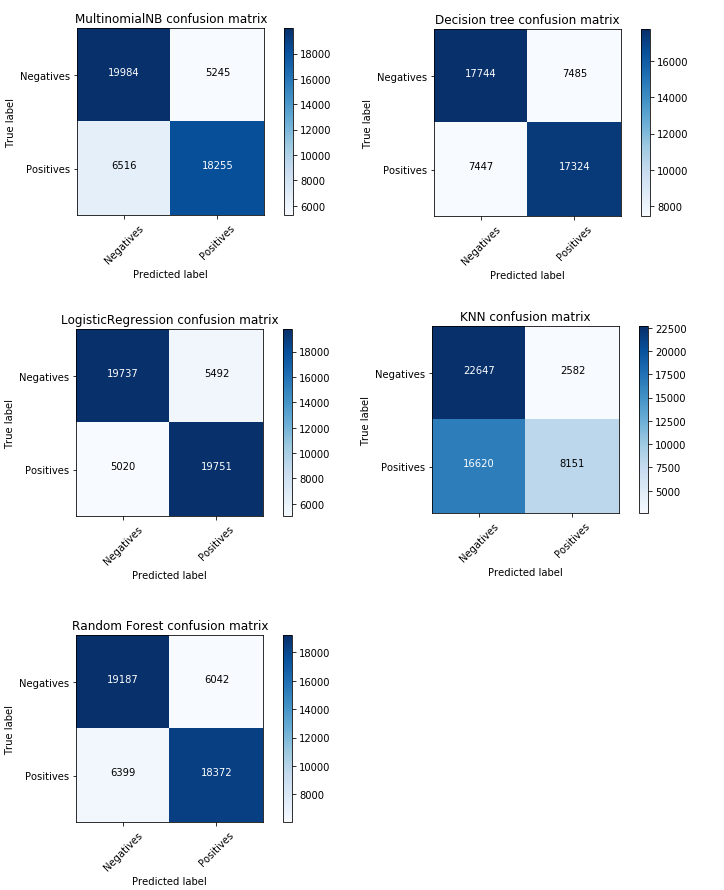 MultinomialNB confusion matrix
Negatives
19984
5245
Positives
6516
18255
True label
Negatives
Positives
Predicted label
18000
16000
14000
12000
10000
8000
6000
Decision tree confusion matrix
Negatives
17744
7485
Positives
7447
17324
True label
Negatives
Positives
Predicted label
16000
14000
12000
10000
8000
LogisticRegression confusion matrix
Negatives
19737
5492
Positives
5020
19751
True label
Negatives
Positives
Predicted label
18000
16000
14000
12000
10000
8000
6000
KNN confusion matrix
Negatives
22647
2582
Positives
16620
8151
True label
Negatives
Positives
Predicted label
22500
20000
17500
15000
12500
10000
7500
5000
Random Forest confusion matrix
Negatives
19187
6042
Positives
6399
18372
True label
Negatives
Positives
Predicted label
18000
16000
14000
12000
10000
8000